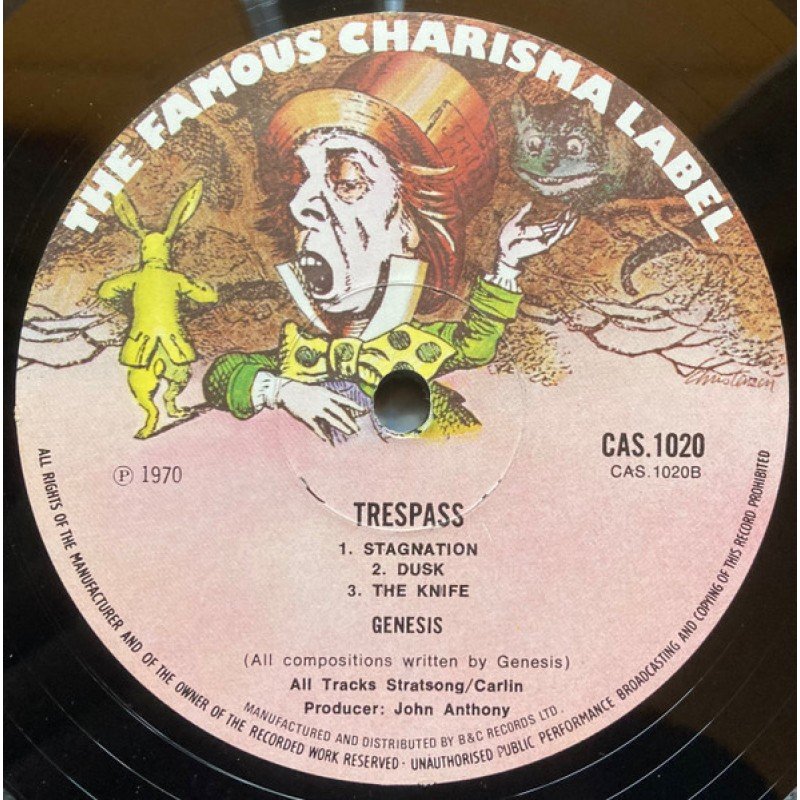 THE FAMOUS CHARISMA LABEL
Christensen
CAS.1020
CAS.1020B
℗ 1970
TRESPASS
1. STAGNATION
2. DUSK
3. THE KNIFE
GENESIS
(All compositions written by Genesis)
All Tracks Stratsong/Carlin
Producer: John Anthony
MANUFACTURED AND DISTRIBUTED BY B&C RECORDS LTD.
ALL RIGHTS OF THE MANUFACTURER AND OF THE OWNER OF THE RECORDED WORK RESERVED · UNAUTHORISED PUBLIC PERFORMANCE BROADCASTING AND COPYING OF THIS RECORD PROHIBITED